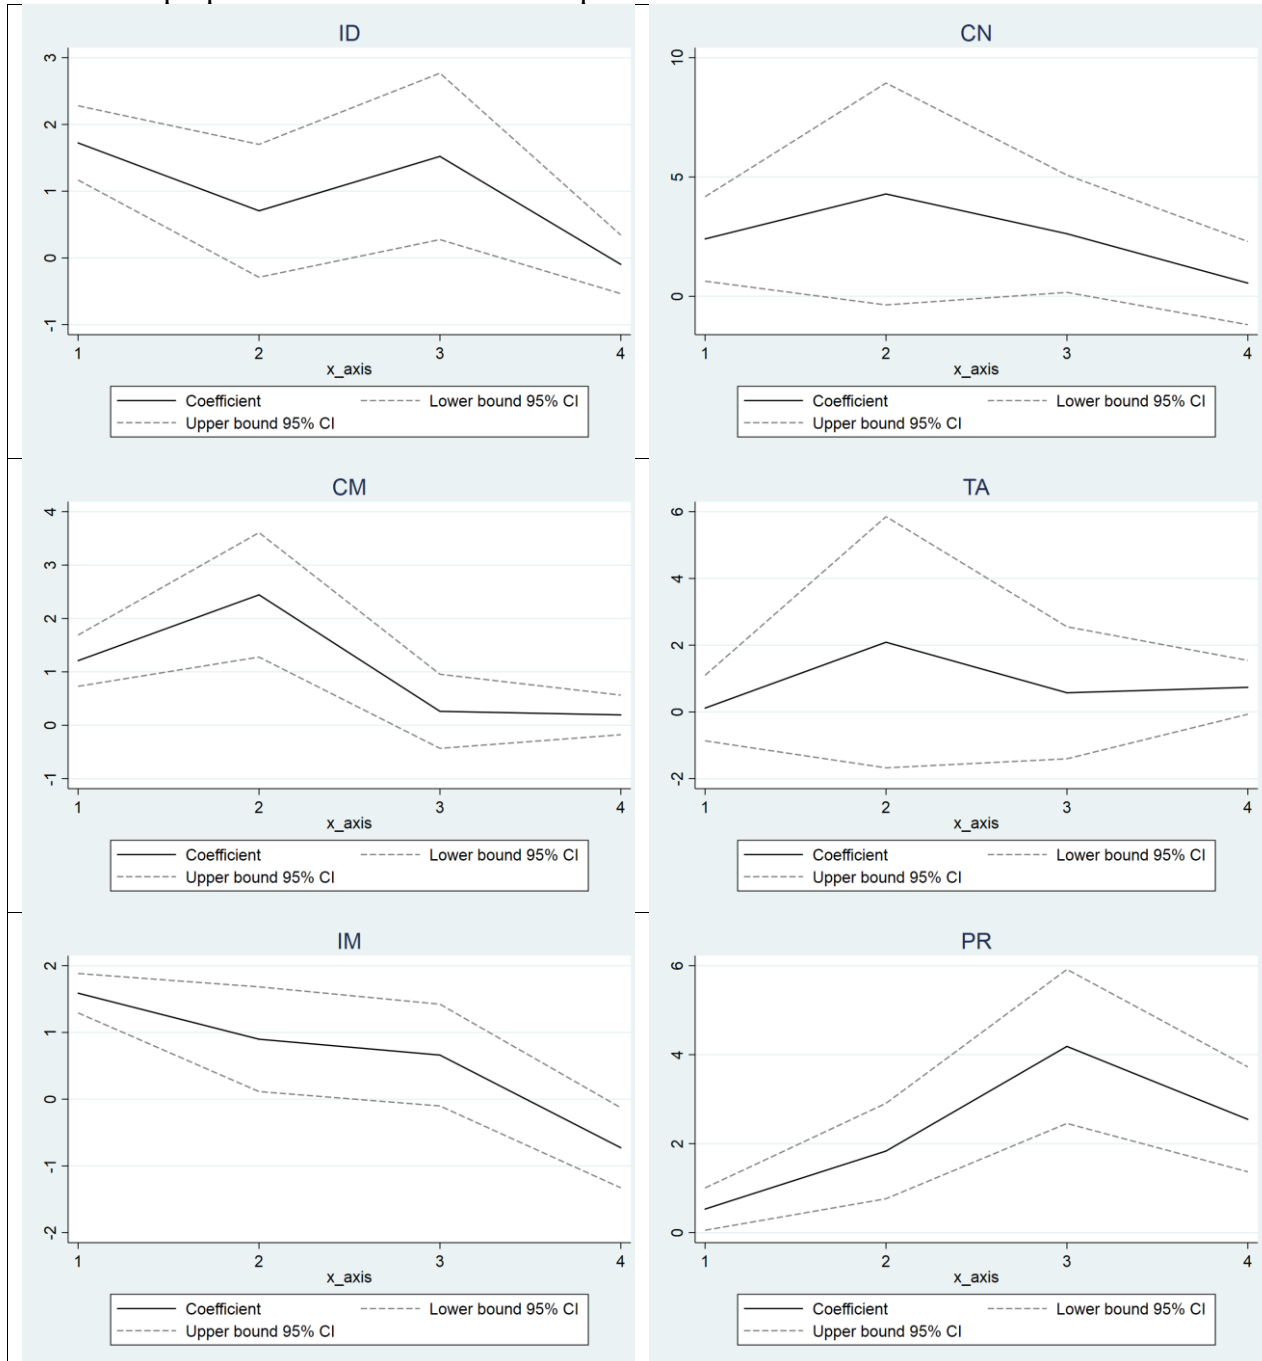 ID
3
2
1
0
-1
1 2 3 4
x_axis
Coefficient Lower bound 95% CI
Upper bound 95% CI
CN
10
5
0
1 2 3 4
x_axis
Coefficient Lower bound 95% CI
Upper bound 95% CI
CM
4
3
2
1
0
-1
1 2 3 4
x_axis
Coefficient Lower bound 95% CI
Upper bound 95% CI
TA
6
4
2
0
-2
1 2 3 4
x_axis
Coefficient Lower bound 95% CI
Upper bound 95% CI
IM
2
1
0
-1
-2
1 2 3 4
x_axis
Coefficient Lower bound 95% CI
Upper bound 95% CI
PR
6
4
2
0
1 2 3 4
x_axis
Coefficient Lower bound 95% CI
Upper bound 95% CI